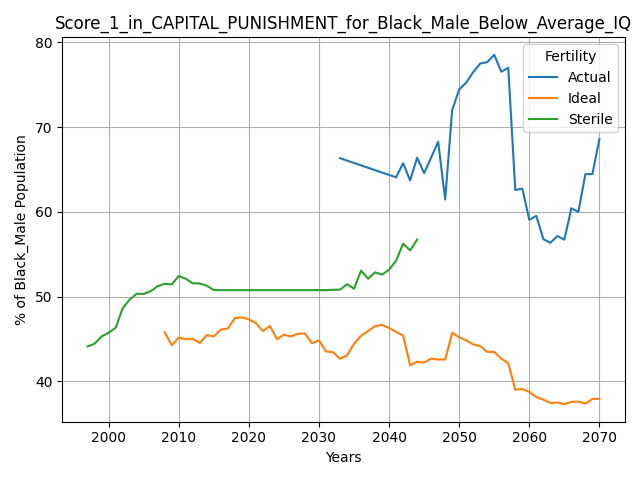 Score_1_in_CAPITAL_PUNISHMENT_for_Black_Male_Below_Average_IQ
Fertility
Actual
Ideal
Sterile
% of Black_Male Population
80
70
60
50
40
2000
2010
2020
2030
2040
2050
2060
2070
Years